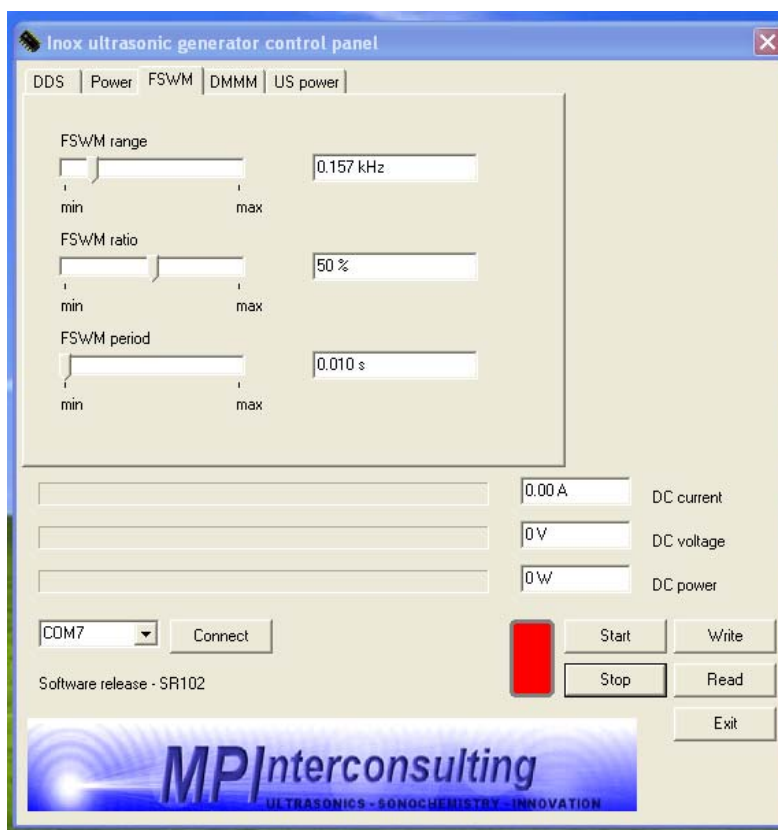 Inox ultrasonic generator control panel
DDS Power FSWM DMMM US power
FSWM range
0.157 kHz
min max
FSWM ratio
50 %
min max
FSWM period
0.010 s
min max
0.00 A DC current
0 V DC voltage
0 W DC power
COM7 Connect Start Write
Software release - SR102 Stop Read
Exit
MPInterconsulting
ULTRASONICS - SONOCHEMISTRY - INNOVATION